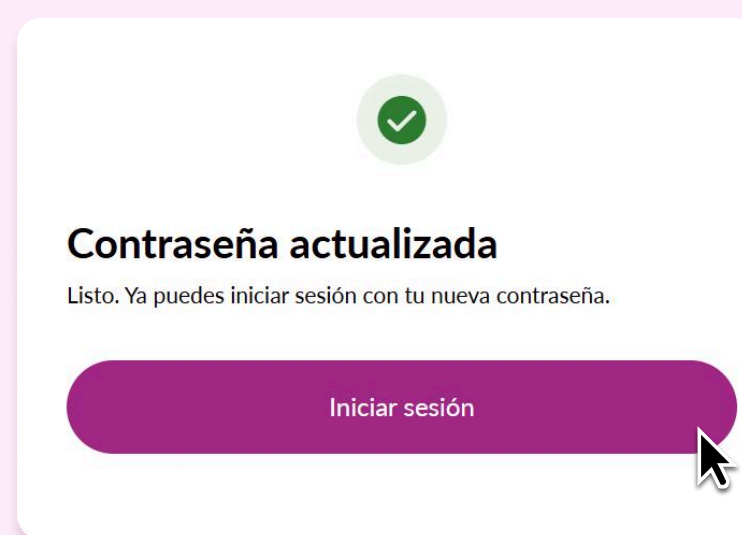 Contraseña actualizada
Listo. Ya puedes iniciar sesión con tu nueva contraseña.
Iniciar sesión